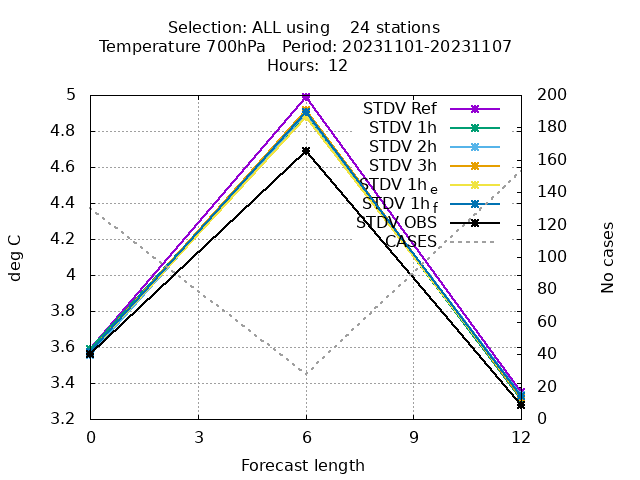 Selection: ALL using 24 stations
Temperature 700hPa Period: 20231101-20231107
Hours: 12
5
4.8
4.6
4.4
4.2
4
3.8
3.6
3.4
3.2
deg C
STDV Ref
STDV 1h
STDV 2h
STDV 3h
STDV 1h e
STDV 1h f
STDV OBS
CASES
200
180
160
140
120
100
80
60
40
20
0
No cases
0 3 6 9 12
Forecast length